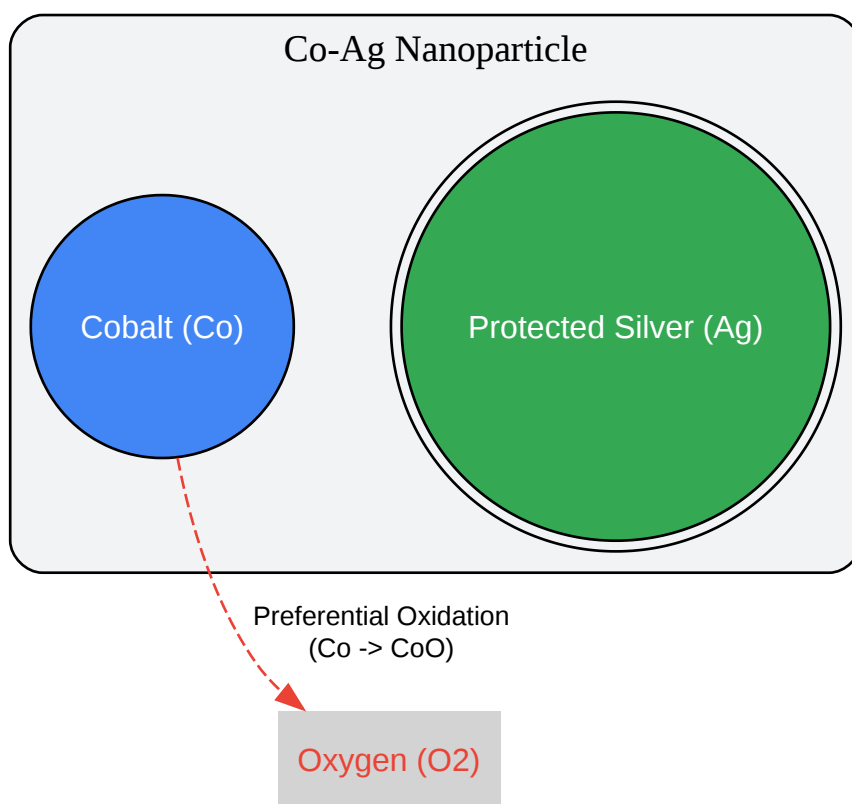 Co-Ag Nanoparticle
Cobalt (Co)
Protected Silver (Ag)
Preferential Oxidation
(Co -> CoO)
Oxygen (O2)